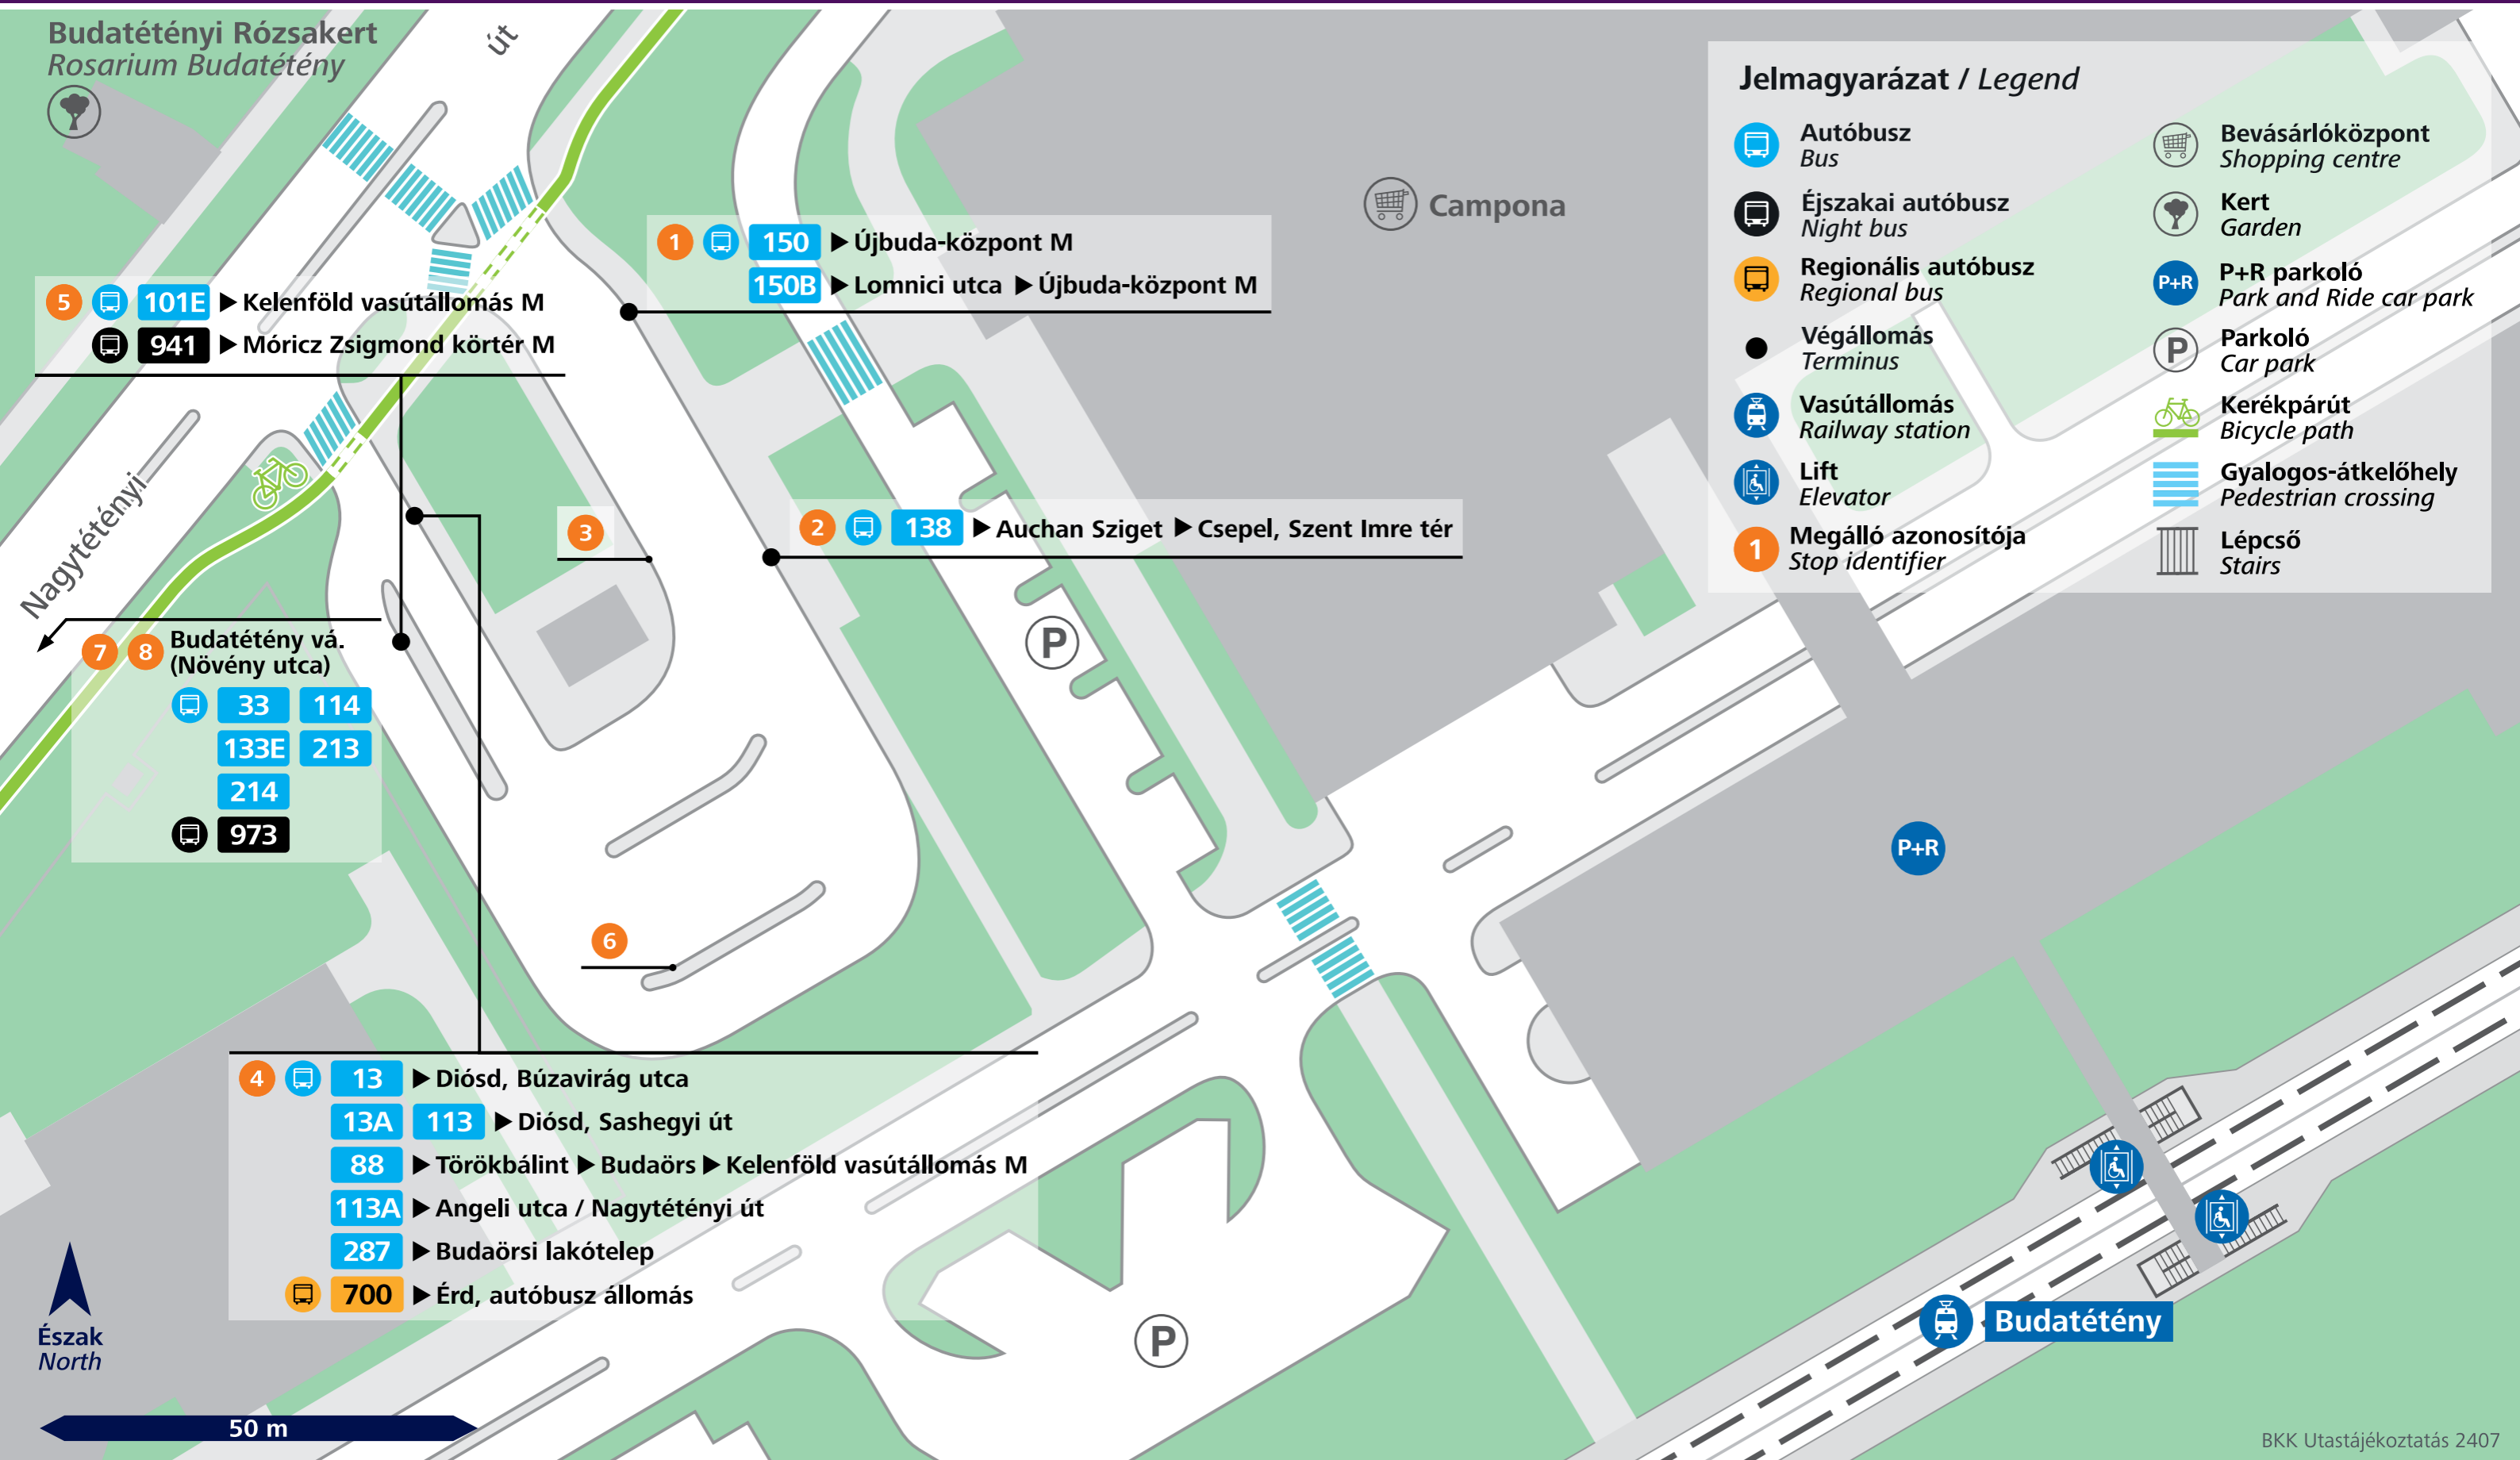 Budatétényi Rózsakert
Rosarium Budatétény
út
Nagytétényi
Campona
1 150 ▶ Újbuda-központ M
150B ▶ Lomnici utca ▶ Újbuda-központ M
5 101E ▶ Kelenföld vasútállomás M
941 ▶ Móricz Zsigmond körtér M
3
2 138 ▶ Auchan Sziget ▶ Csepel, Szent Imre tér
7 8 Budatétény vá.
(Növény utca)
33 114
133E 213
214
973
P
6
4 13 ▶ Diósd, Búzavirág utca
13A 113 ▶ Diósd, Sashegyi út
88 ▶ Törökbálint ▶ Budaörs ▶ Kelenföld vasútállomás M
113A ▶ Angeli utca / Nagytétényi út
287 ▶ Budaörsi lakótelep
700 ▶ Érd, autóbusz állomás
Észak
North
50 m
P
P+R
Budatétény
Jelmagyarázat / Legend
Autóbusz
Bus
Éjszakai autóbusz
Night bus
Regionális autóbusz
Regional bus
Végállomás
Terminus
Vasútállomás
Railway station
Lift
Elevator
1 Megálló azonosítója
Stop identifier
Bevásárlóközpont
Shopping centre
Kert
Garden
P+R P+R parkoló
Park and Ride car park
P Parkoló
Car park
Kerékpárút
Bicycle path
Gyalogos-átkelőhely
Pedestrian crossing
Lépcső
Stairs
BKK Utastájékoztatás 2407